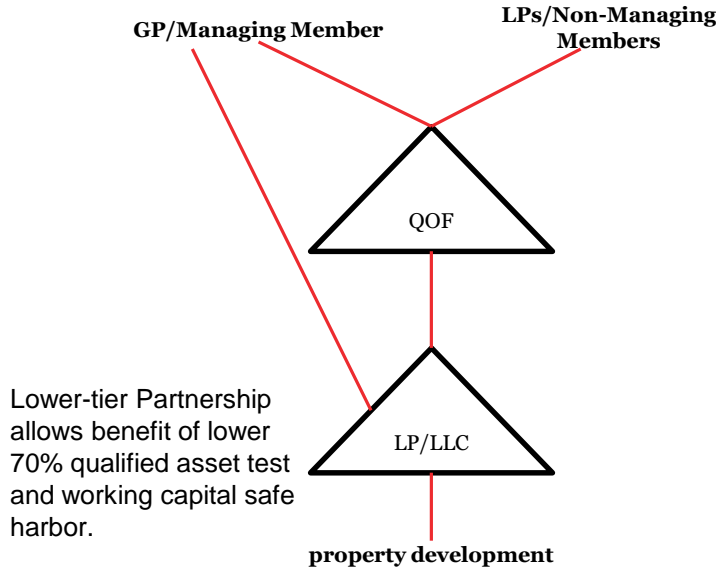 GP/Managing Member
LPs/Non-Managing
Members
QOF
Lower-tier Partnership
allows benefit of lower
70% qualified asset test
and working capital safe
harbor.
LP/LLC
property development